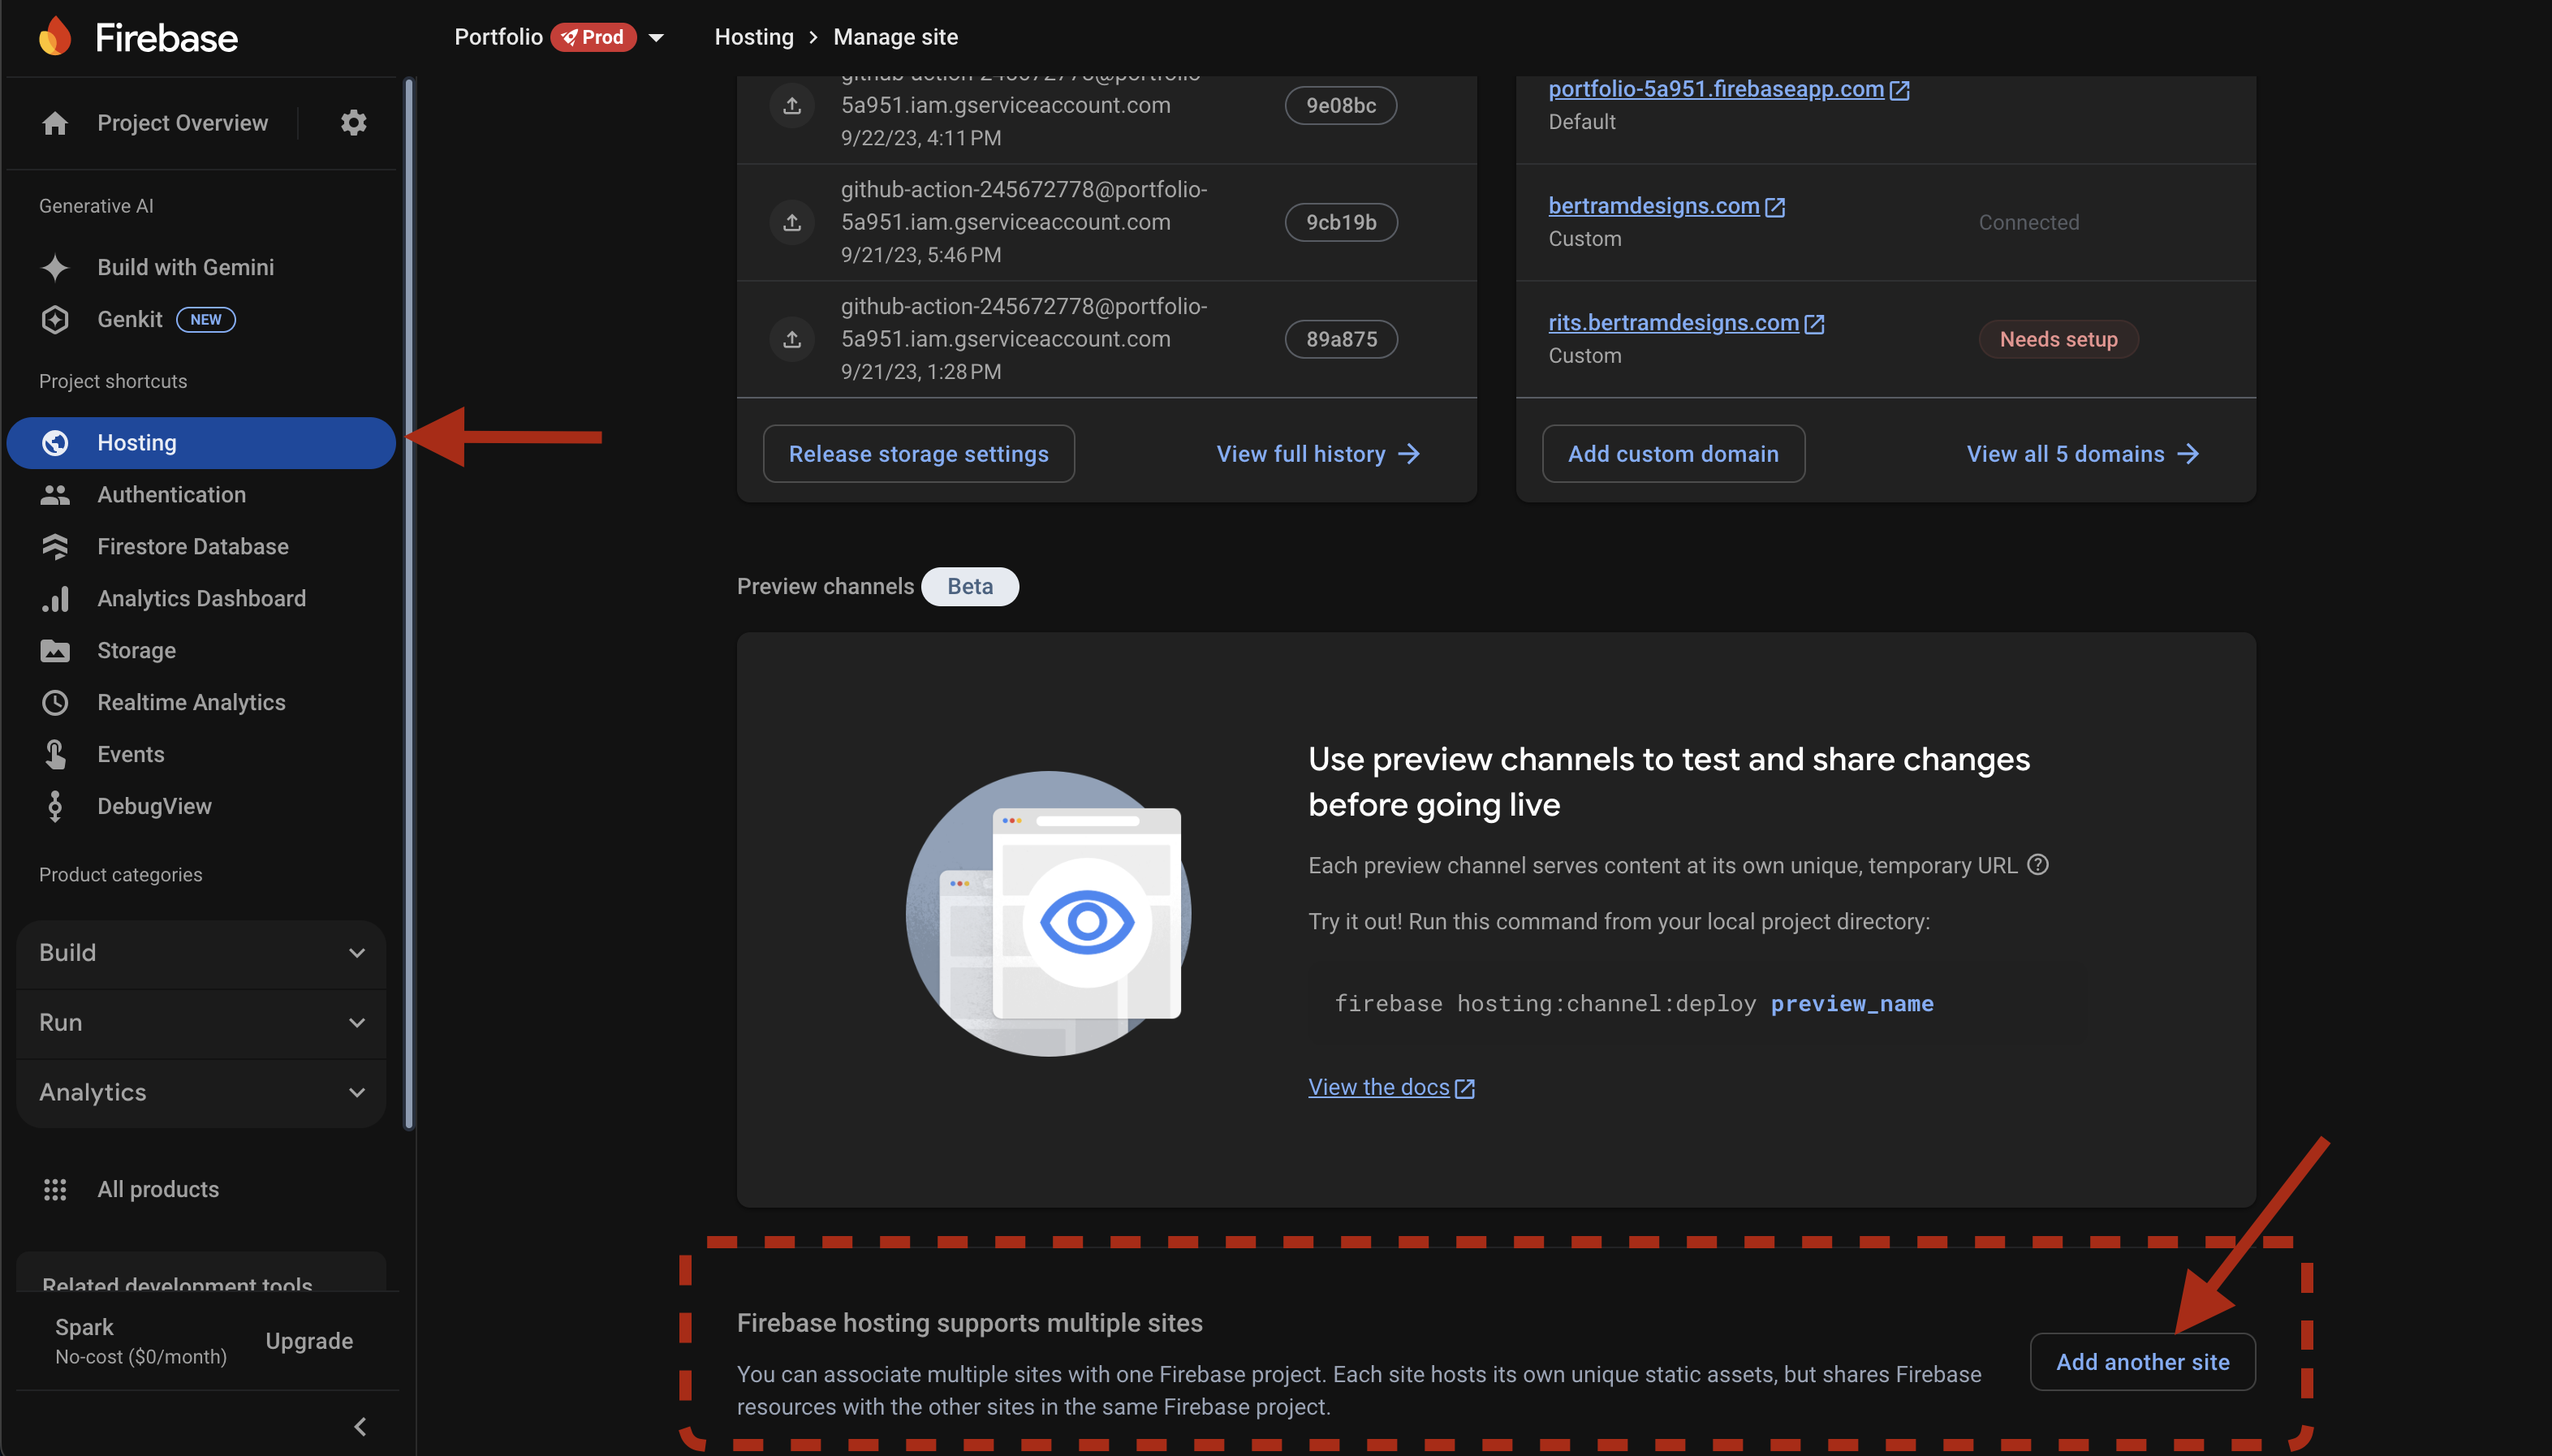 Firebase
Portfolio Prod
Hosting > Manage site
Project Overview
Generative AI
Build with Gemini
Genkit NEW
Project shortcuts
Hosting
Authentication
Firestore Database
Analytics Dashboard
Storage
Realtime Analytics
Events
DebugView
Product categories
Build
Run
Analytics
All products
Related development tools
Spark
No-cost ($0/month)
Upgrade
github-action-245672778@portfolio-
5a951.iam.gserviceaccount.com
9/22/23, 4:11 PM
9e08bc
github-action-245672778@portfolio-
5a951.iam.gserviceaccount.com
9/21/23, 5:46 PM
9cb19b
github-action-245672778@portfolio-
5a951.iam.gserviceaccount.com
9/21/23, 1:28 PM
89a875
Release storage settings
View full history
portfolio-5a951.firebaseapp.com
Default
bertramdesigns.com
Custom
Connected
rits.bertramdesigns.com
Custom
Needs setup
Add custom domain
View all 5 domains
Preview channels Beta
Use preview channels to test and share changes
before going live
Each preview channel serves content at its own unique, temporary URL
Try it out! Run this command from your local project directory:
firebase hosting:channel:deploy preview_name
View the docs
Firebase hosting supports multiple sites
You can associate multiple sites with one Firebase project. Each site hosts its own unique static assets, but shares Firebase
resources with the other sites in the same Firebase project.
Add another site